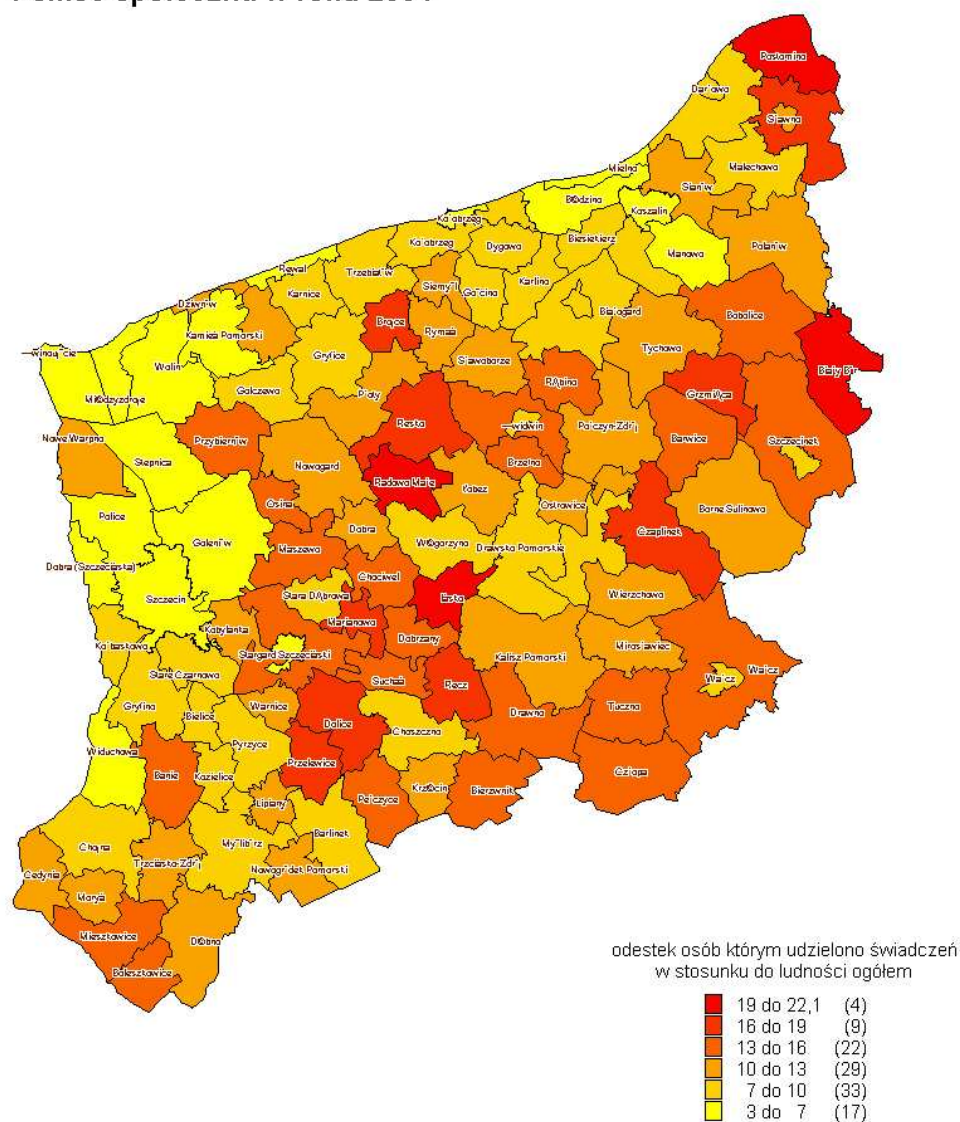 Postomino
Darłowo
Sławno
Malechowo
Mielno
Sianów
Będzino
Koszalin
Polanów
Kołobrzeg
Kołobrzeg
Dygowo
Biesiekierz
Manowo
Rewal
Trzebiatów
Siemyśl
Gościno
Karlino
Białogard
Bobolice
Dziwnów
Karnice
Kamień Pomorski
Brojce
Rymań
Tychowo
Wolin
Gryfice
Sławoborze
Rąbino
Biały Bór
Międzyzdroje
Golczewo
Płoty
Grzmiąca
Resko
Połczyn-Zdrój
Barwice
Szczecinek
Nowe Warpno
Przybiernów
Brzeżno
Stepnica
Nowogard
Radowo Małe
Łobez
Ostrowice
Borne Sulinowo
Police
Osina
Dobra
Czaplinek
Goleniów
Maszewo
Węgorzyno
Drawsko Pomorskie
Dobra (Szczecińska)
Chociwel
Szczecin
Stara Dąbrowa
Ińsko
Wierzchowo
Kobylanka
Marianowo
Kołbaskowo
Dobrzany
Mirosławiec
Stargard Szczeciński
Kalisz Pomorski
Stare Czarnowo
Suchań
Recz
Wałcz
Wałcz
Gryfino
Bielice
Warnice
Drawno
Tuczno
Dolice
Choszczno
Widuchowa
Pyrzyce
Banie
Kozielice
Przelewice
Człopa
Krzęcin
Bierzwnik
Lipiany
Pełczyce
Barlinek
Chojna
Myślibórz
Trzcińsko-Zdrój
Cedynia
Nowogródek Pomorski
Moryń
Mieszkowice
Dębno
Boleszkowice
odestek osób którym udzielono świadczeń
w stosunku do ludności ogółem
19 do 22,1 (4)
16 do 19 (9)
13 do 16 (22)
10 do 13 (29)
7 do 10 (33)
3 do 7 (17)